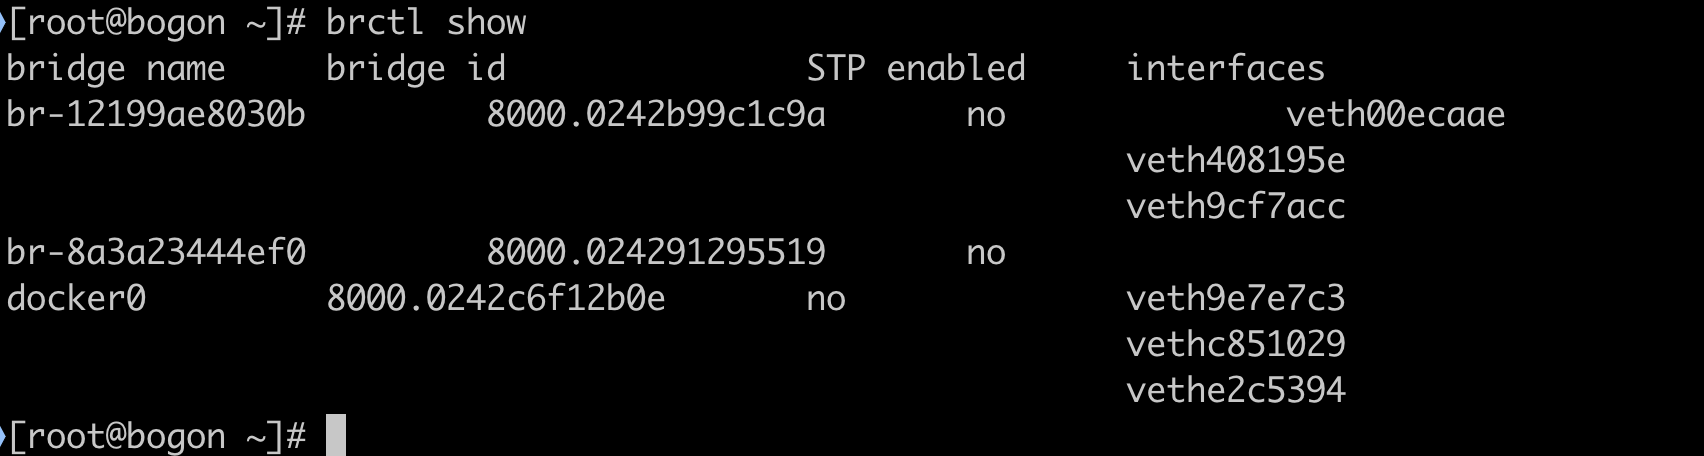 [root@bogon ~]# brctl show
bridge name     bridge id               STP enabled     interfaces
br-12199ae8030b         8000.0242b99c1c9a       no              veth00ecaae
                                                        veth408195e
                                                        veth9cf7acc
br-8a3a23444ef0         8000.024291295519       no
docker0         8000.0242c6f12b0e       no              veth9e7e7c3
                                                        vethc851029
                                                        vethe2c5394
[root@bogon ~]#